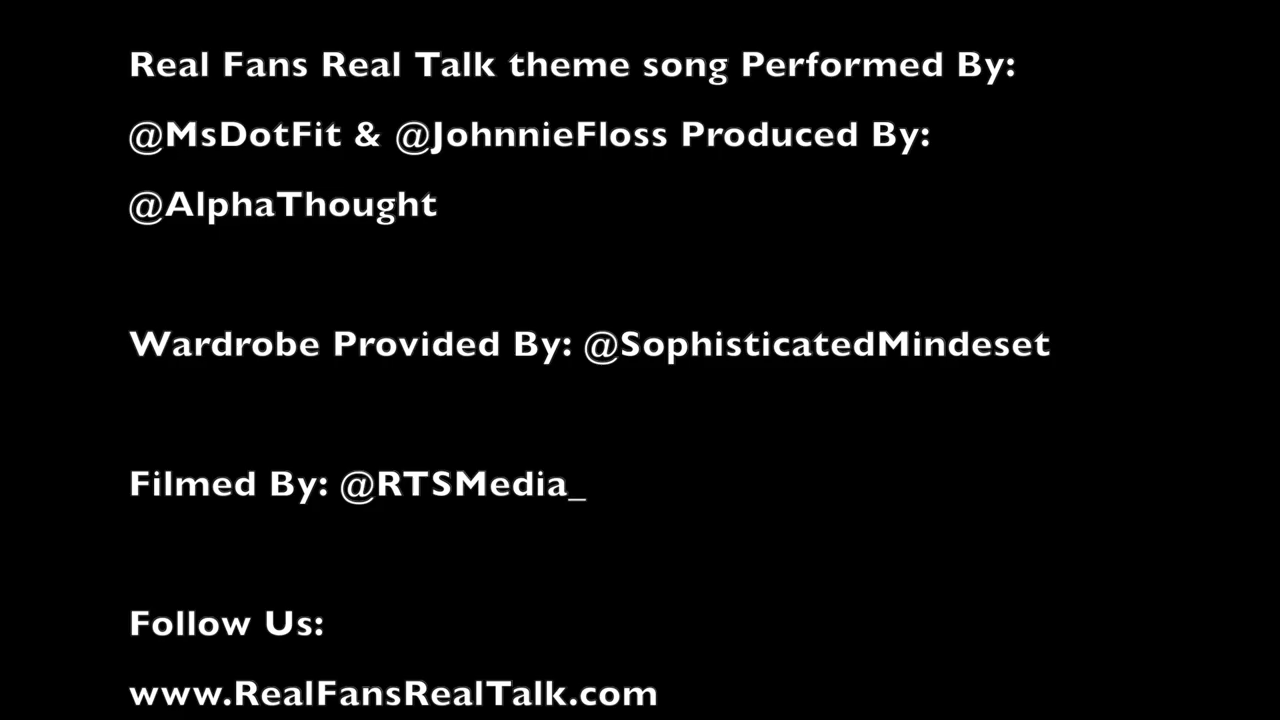 Real Fans Real Talk theme song Performed By:
@MsDotFit & @JohnnieFloss Produced By:
@AlphaThought
Wardrobe Provided By: @SophisticatedMindeset
Filmed By: @RTSMedia_
Follow Us:
www.RealFansRealTalk.com